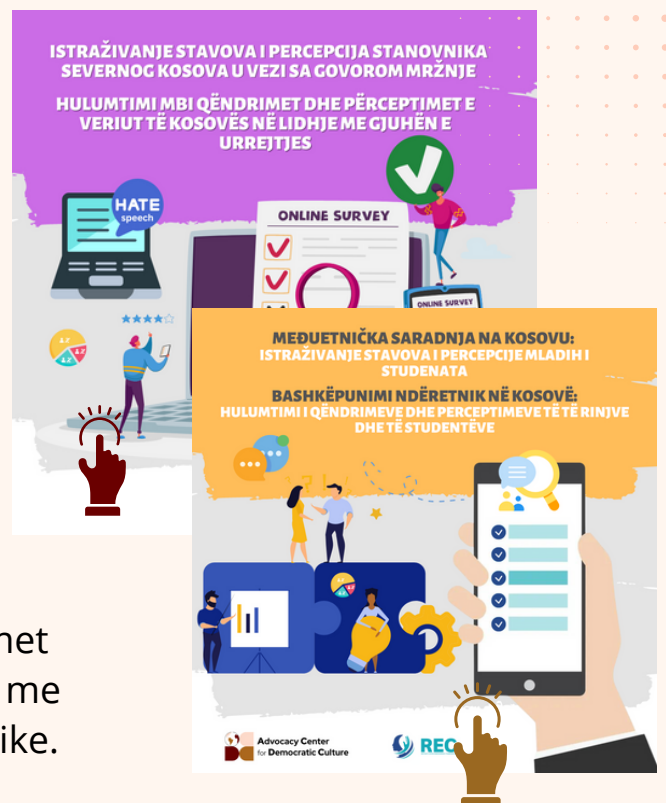 ISTRAŽIVANJE STAVOVA I PERCEPCIJA STANOVNIKA
SEVERNOG KOSOVA U VEZI SA GOVOROM MRŽNJE
HULUMTIMI MBI QËNDRIMET DHE PËRCEPTIMET E
VERIUT TË KOSOVËS NË LIDHJE ME GJUHËN E
URREJTJES
HATE
speech
ONLINE SURVEY
ONLINE SURVEY
MEĐUETNIČKA SARADNJA NA KOSOVU:
ISTRAŽIVANJE STAVOVA I PERCEPCIJE MLADIH I
STUDENATA
BASHKËPUNIMI NDËRETNIK NË KOSOVË:
HULUMTIMI I QËNDRIMEVE DHE PERCEPTIMEVE TË TË RINJVE
DHE TË STUDENTËVE
me
Advocacy Center
for Democratic Culture
REC